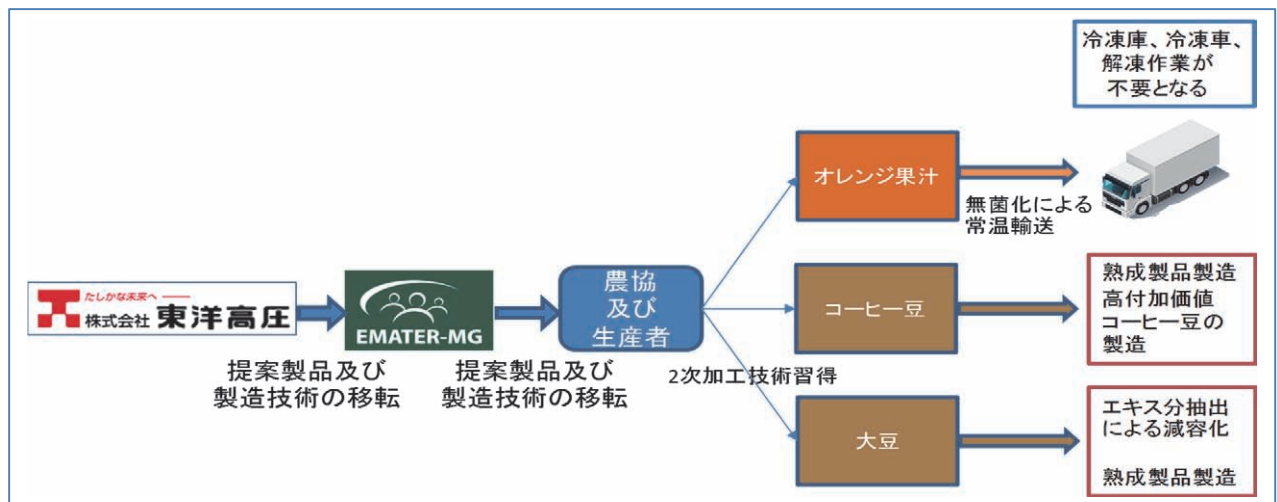 冷凍庫、冷凍車、
解凍作業が
不要となる
オレンジ果汁
無菌化による
常温輸送
たしかな未来へ
株式会社 東洋高圧
EMATER-MG
農協
及び
生産者
提案製品及び
製造技術の移転
提案製品及び
製造技術の移転
2次加工技術習得
コーヒー豆
熟成製品製造
高付加価値
コーヒー豆の
製造
大豆
エキス分抽出
による減容化
熟成製品製造